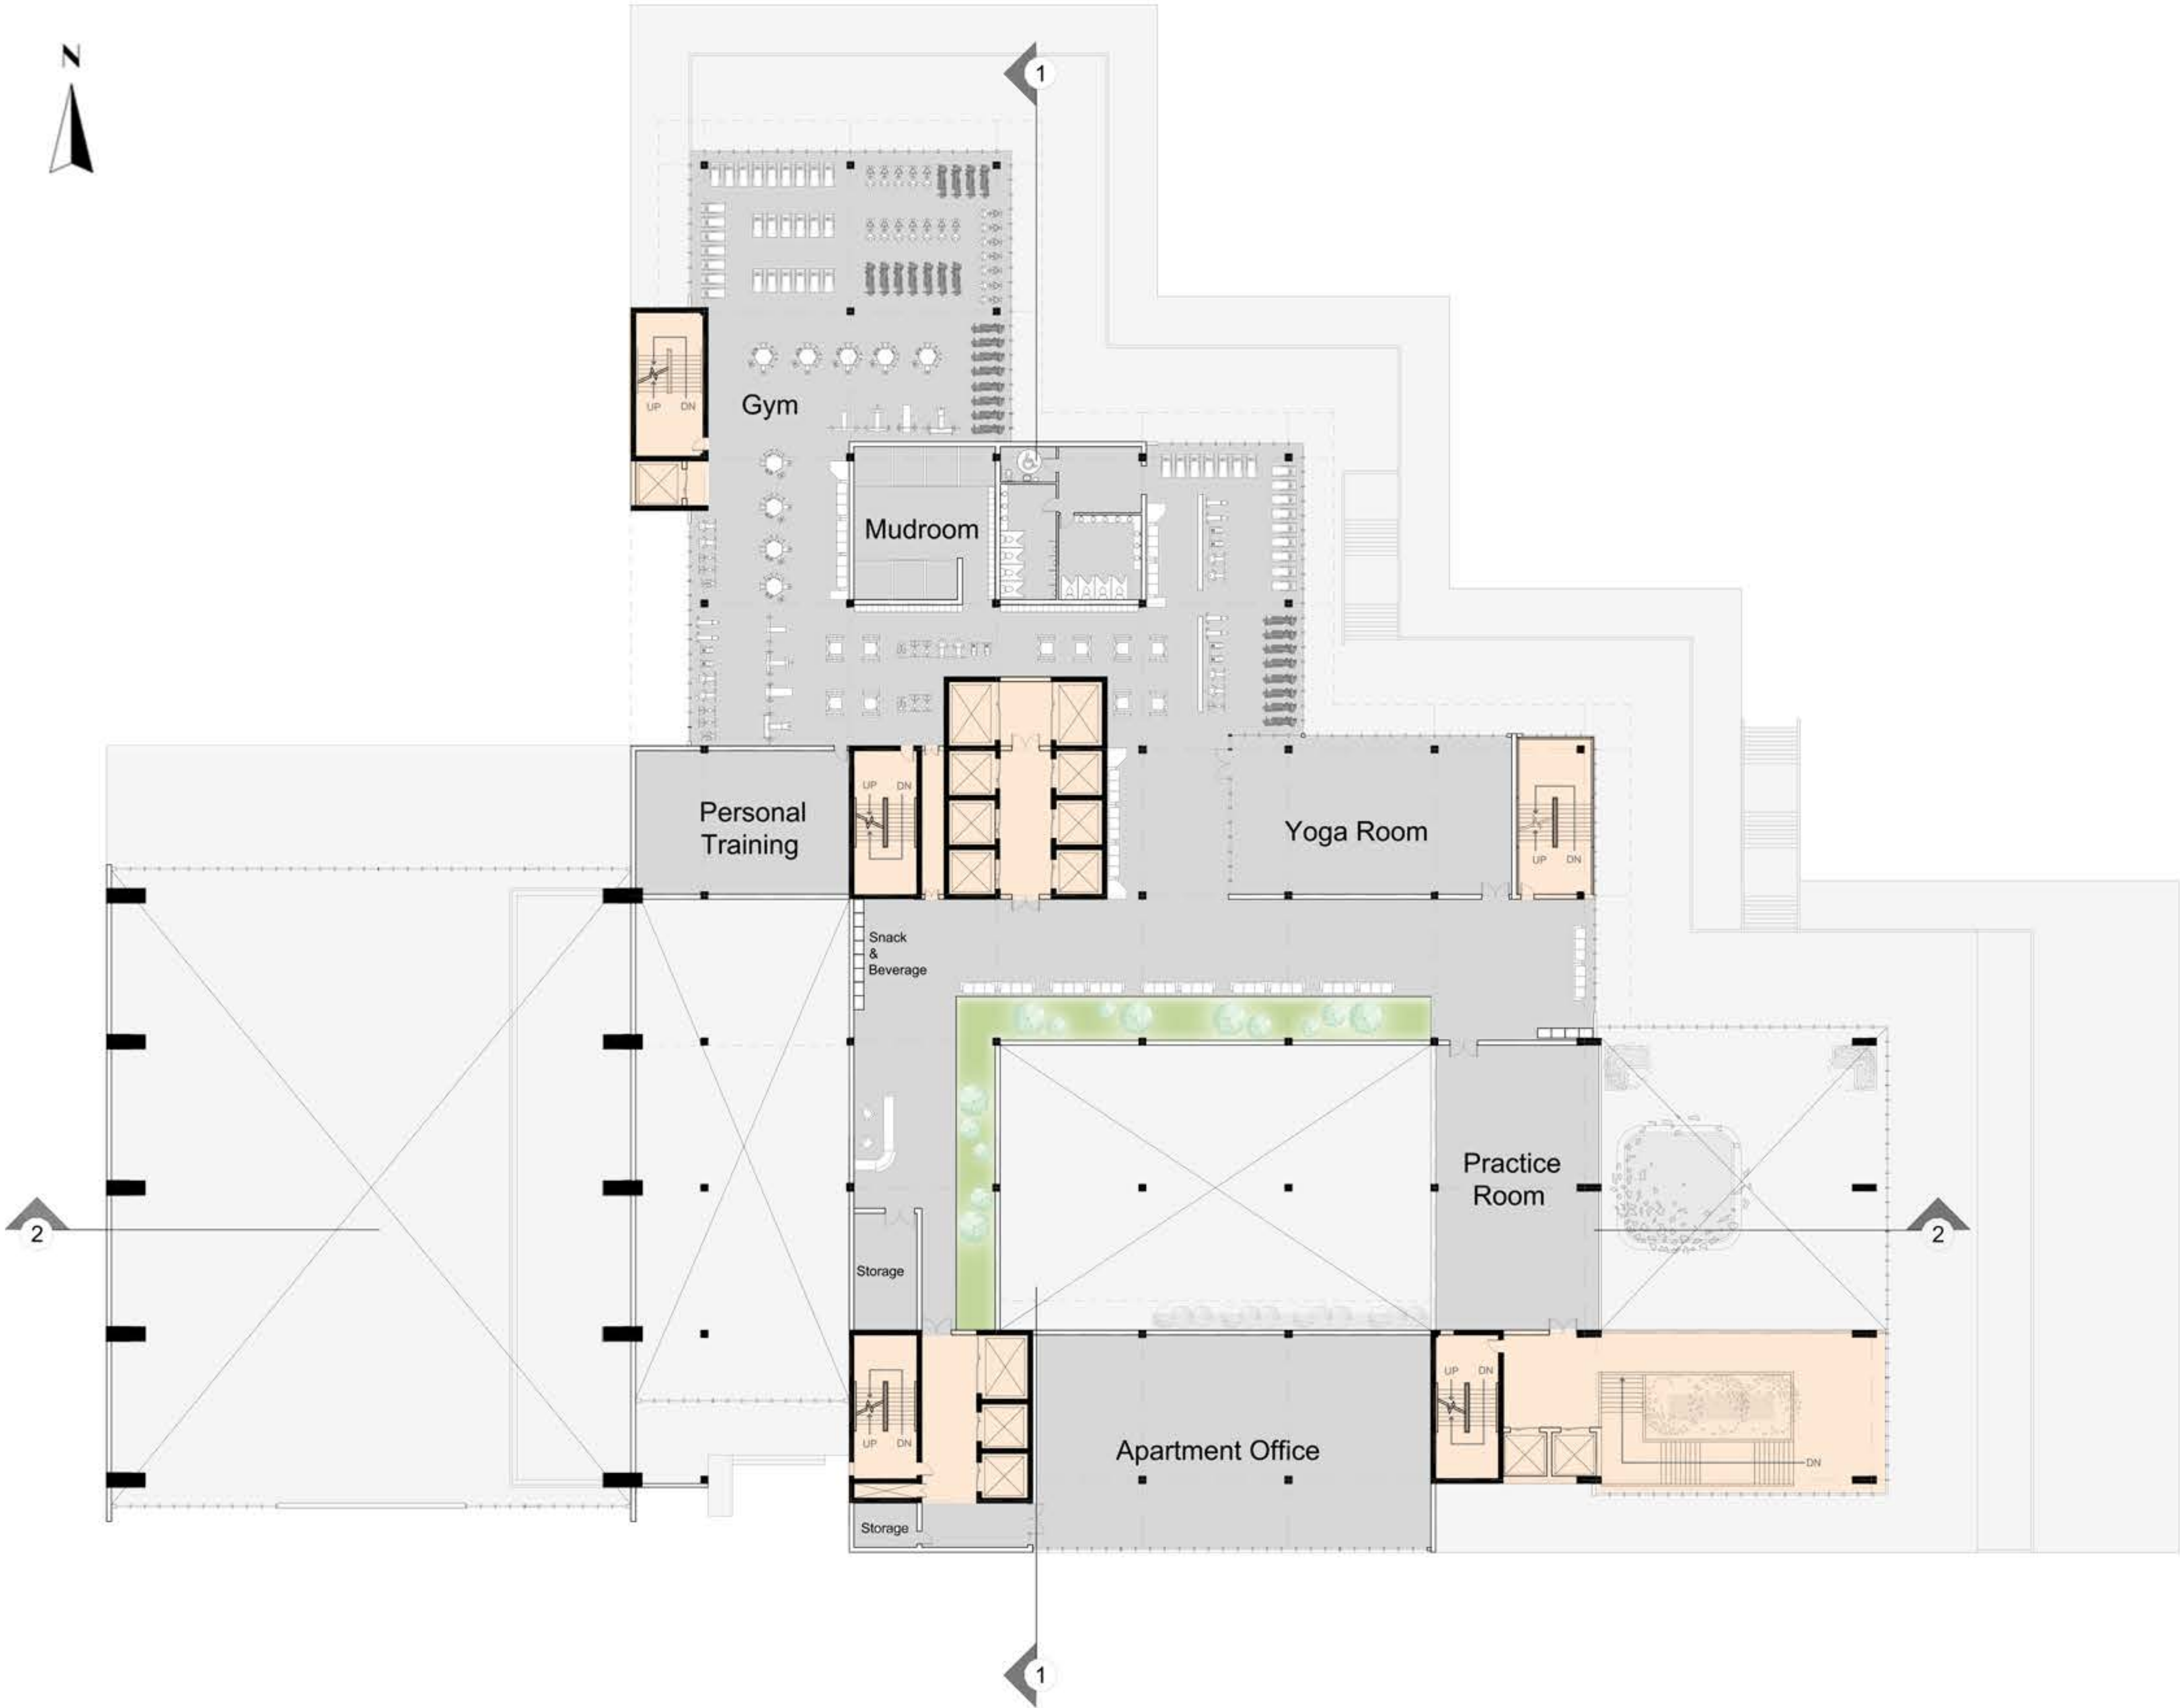 N
1
UP DN
Gym
Mudroom
UP DN
Personal
Training
Yoga Room
UP DN
Snack
&
Beverage
Practice
Room
2
2
Storage
UP DN
UP DN
Apartment Office
DN
Storage
1